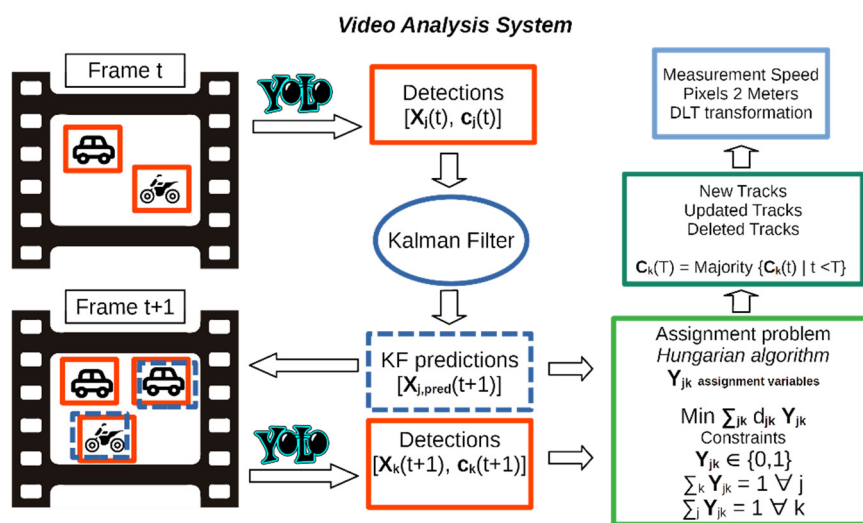 Video Analysis System
Frame t
YOLO
Detections
[Xⱼ(t), cⱼ(t)]
Kalman Filter
Frame t+1
KF predictions
[Xⱼ,pred(t+1)]
YOLO
Detections
[Xₖ(t+1), cₖ(t+1)]
Measurement Speed
Pixels 2 Meters
DLT transformation
New Tracks
Updated Tracks
Deleted Tracks
Cₖ(T) = Majority {Cₖ(t) | t <T}
Assignment problem
Hungarian algorithm
Yⱼₖ assignment variables
Min ∑ⱼₖ dⱼₖ Yⱼₖ
Constraints
Yⱼₖ ∈ {0,1}
∑ₖ Yⱼₖ = 1 ∀ j
∑ⱼ Yⱼₖ = 1 ∀ k